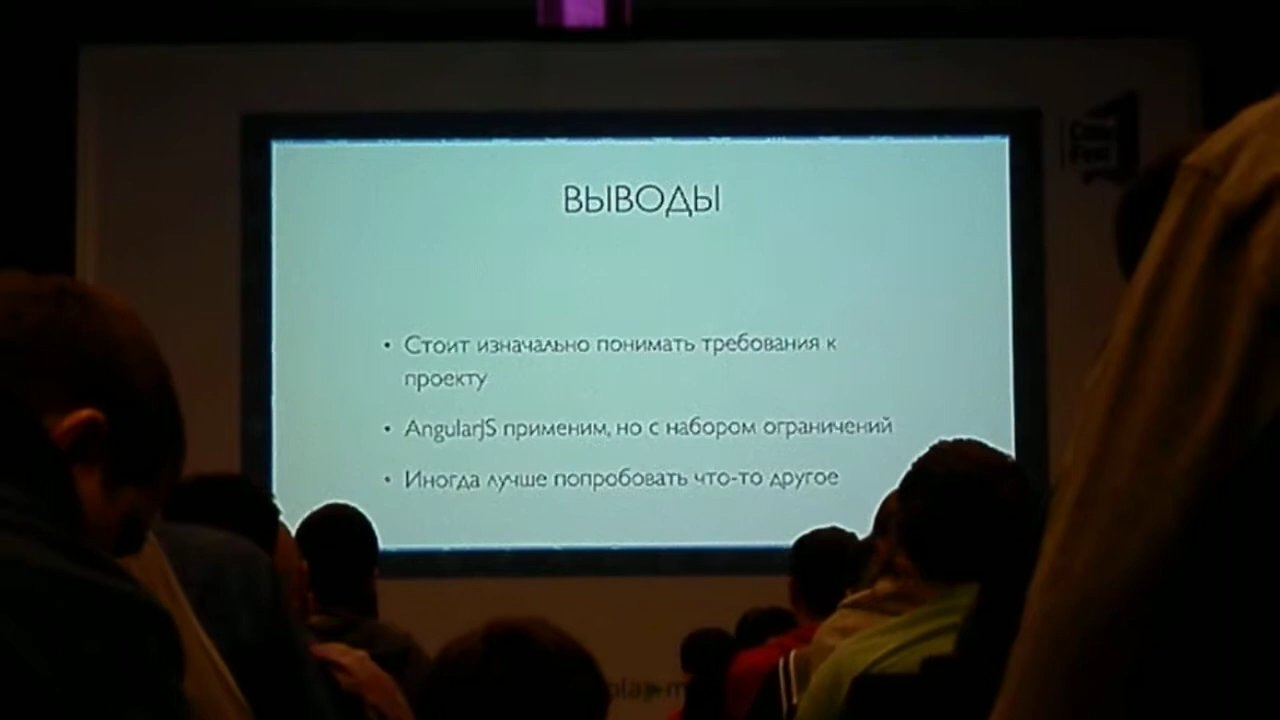 ВЫВОДЫ
• Стоит изначально понимать требования к
проекту
• AngularJS применим, но с набором ограничений
• Иногда лучше попробовать что-то другое